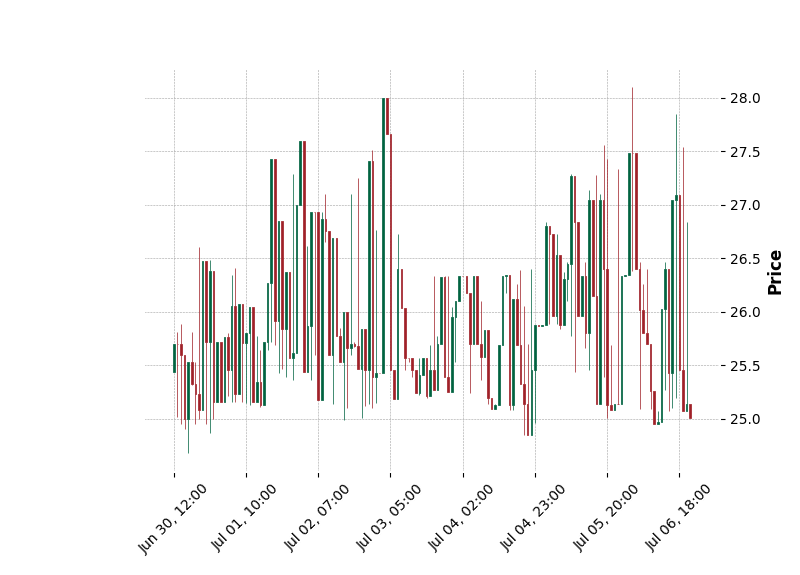 28.0
27.5
27.0
26.5
26.0
25.5
25.0
Price
Jun 30, 12:00
Jul 01, 10:00
Jul 02, 07:00
Jul 03, 05:00
Jul 04, 02:00
Jul 04, 23:00
Jul 05, 20:00
Jul 06, 18:00